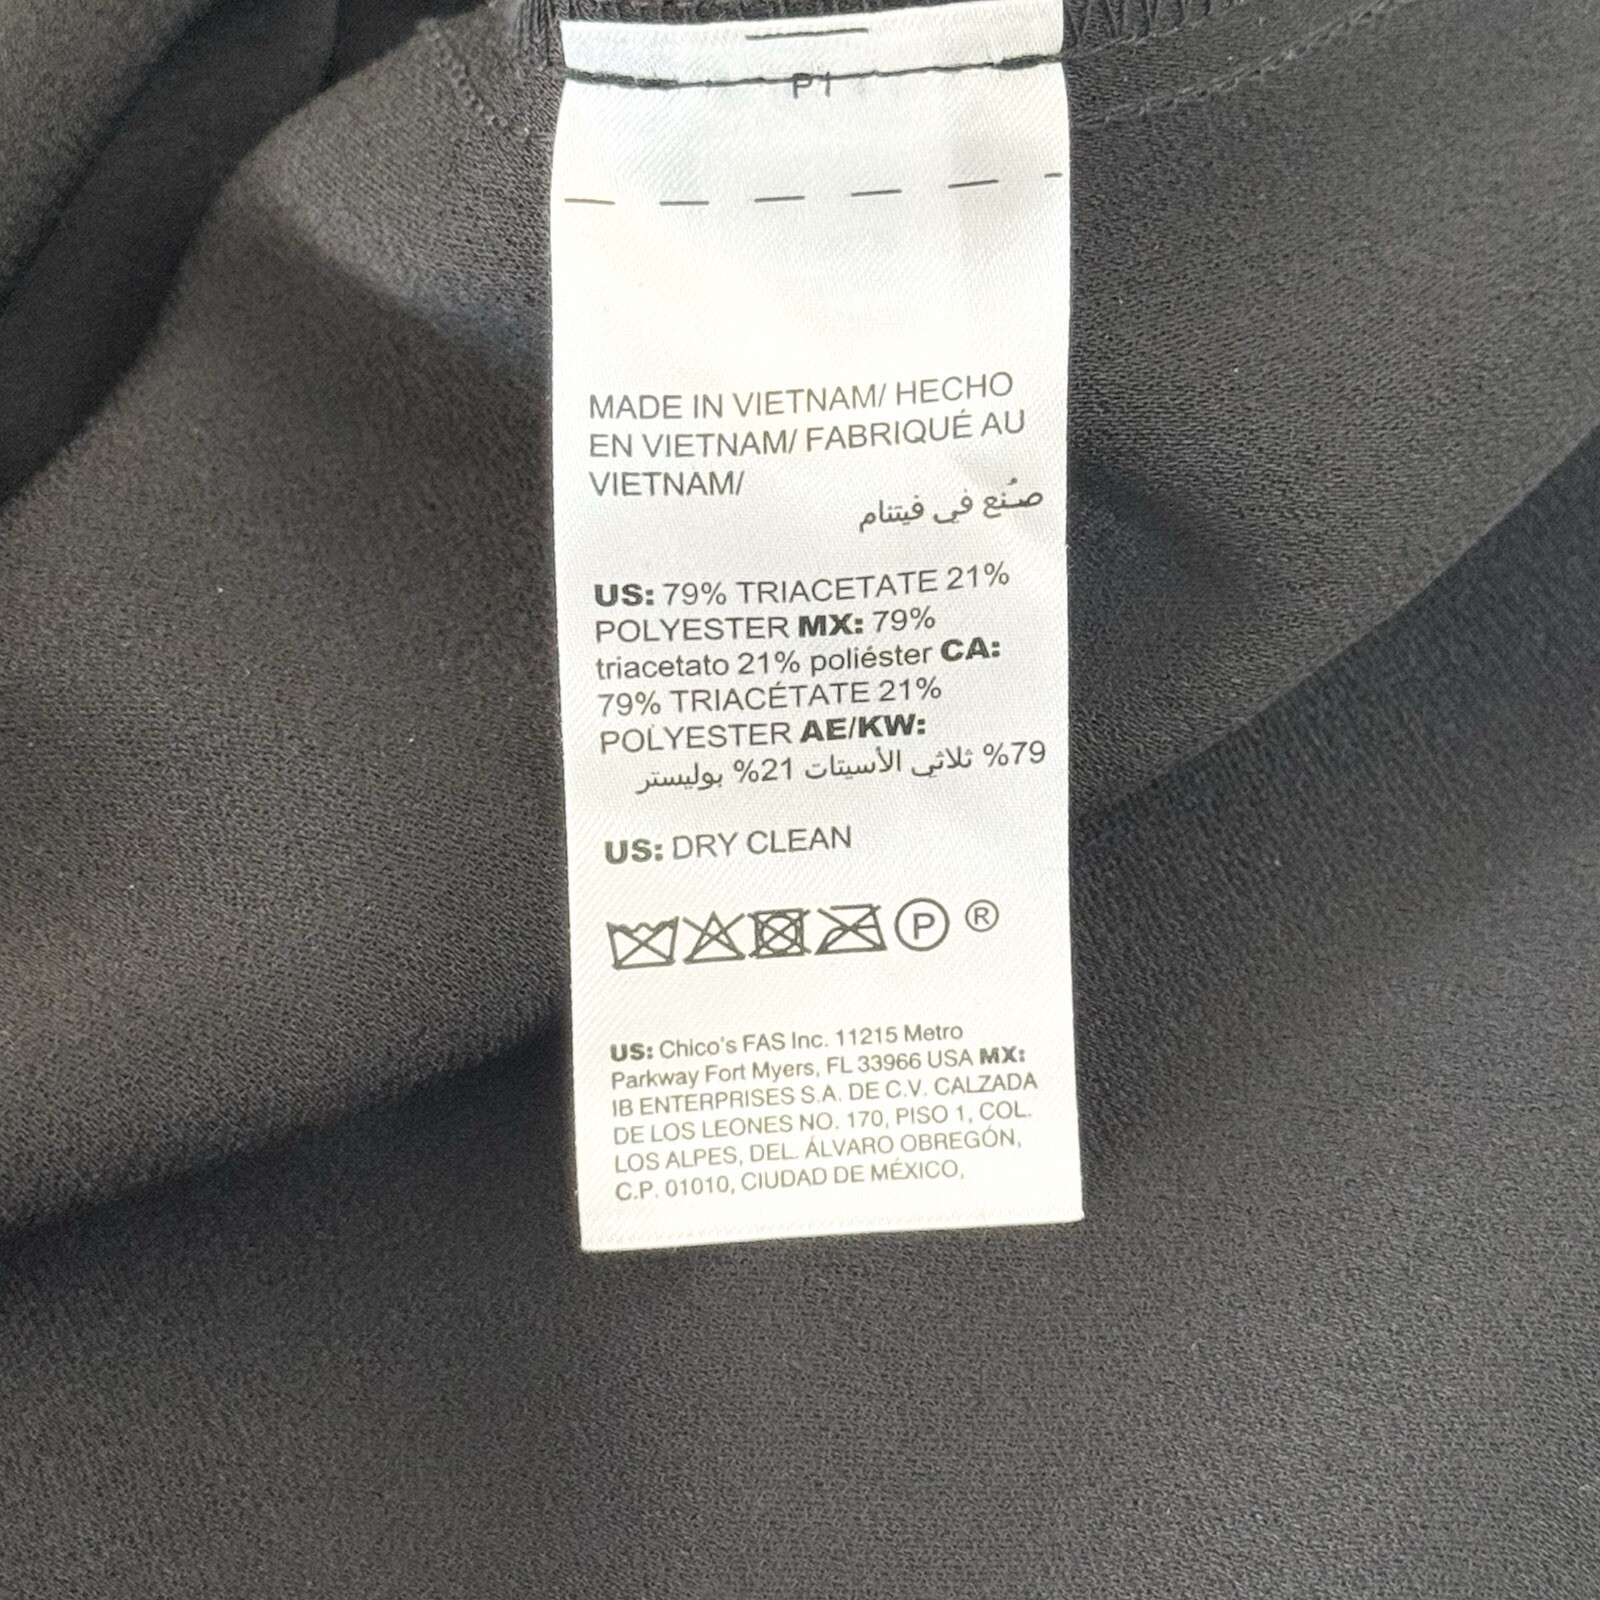 P1
MADE IN VIETNAM/ HECHO
EN VIETNAM/ FABRIQUÉ AU
VIETNAM/
صُنع في فيتنام
US: 79% TRIACETATE 21%
POLYESTER MX: 79%
triacetato 21% poliéster CA:
79% TRIACÉTATE 21%
POLYESTER AE/KW:
79% ثلاثي الأسيتات 21% بوليستر
US: DRY CLEAN
P ®
US: Chico's FAS Inc. 11215 Metro
Parkway Fort Myers, FL 33966 USA MX:
IB ENTERPRISES S.A. DE C.V. CALZADA
DE LOS LEONES NO. 170, PISO 1, COL.
LOS ALPES, DEL. ÁLVARO OBREGÓN,
C.P. 01010, CIUDAD DE MÉXICO,